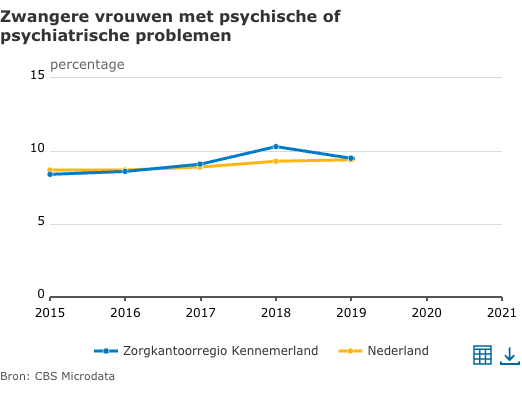 Zwangere vrouwen met psychische of
psychiatrische problemen
percentage
15
10
5
0
2015 2016 2017 2018 2019 2020 2021
Zorgkantoorregio Kennemerland Nederland
Bron: CBS Microdata